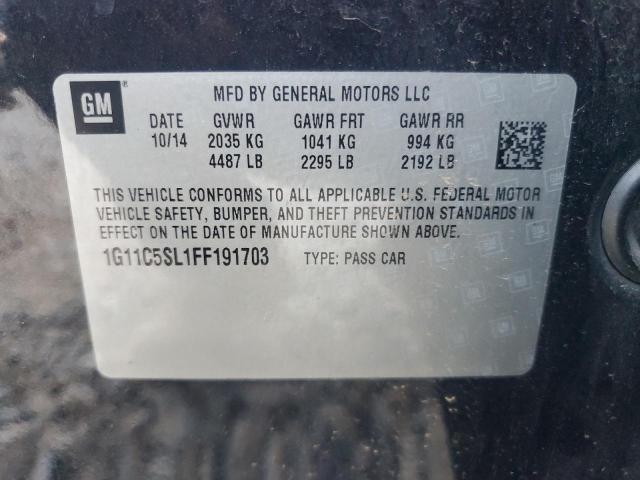 GM
MFD BY GENERAL MOTORS LLC
DATE GVWR GAWR FRT GAWR RR
10/14 2035 KG 1041 KG 994 KG
4487 LB 2295 LB 2192 LB
THIS VEHICLE CONFORMS TO ALL APPLICABLE U.S. FEDERAL MOTOR
VEHICLE SAFETY, BUMPER, AND THEFT PREVENTION STANDARDS IN
EFFECT ON THE DATE OF MANUFACTURE SHOWN ABOVE.
1G11C5SL1FF191703 TYPE: PASS CAR